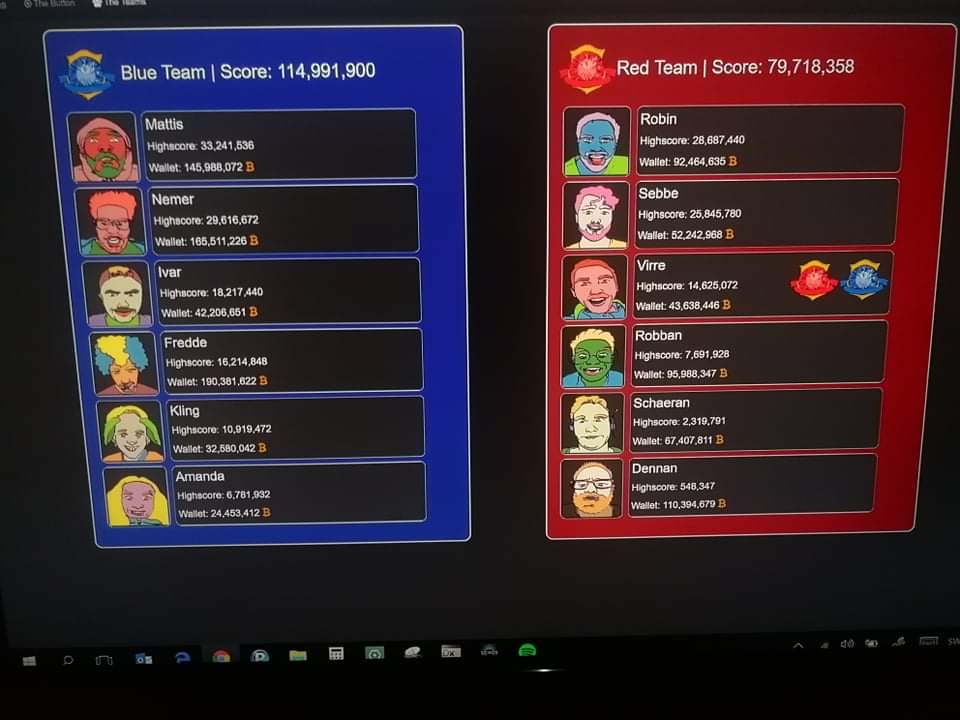 The Button
The Teams
Blue Team | Score: 114,991,900
Mattis
Highscore: 33,241,536
Wallet: 145,988,072
Nemer
Highscore: 29,616,672
Wallet: 165,511,226
Ivar
Highscore: 18,217,440
Wallet: 42,206,651
Fredde
Highscore: 16,214,848
Wallet: 190,381,622
Kling
Highscore: 10,919,472
Wallet: 32,580,042
Amanda
Highscore: 6,781,932
Wallet: 24,453,412
Red Team | Score: 79,718,358
Robin
Highscore: 28,687,440
Wallet: 92,464,635
Sebbe
Highscore: 25,845,780
Wallet: 52,242,968
Virre
Highscore: 14,625,072
Wallet: 43,638,446
Robban
Highscore: 7,691,928
Wallet: 95,988,347
Schaeran
Highscore: 2,319,791
Wallet: 67,407,811
Dennan
Highscore: 548,347
Wallet: 110,394,679